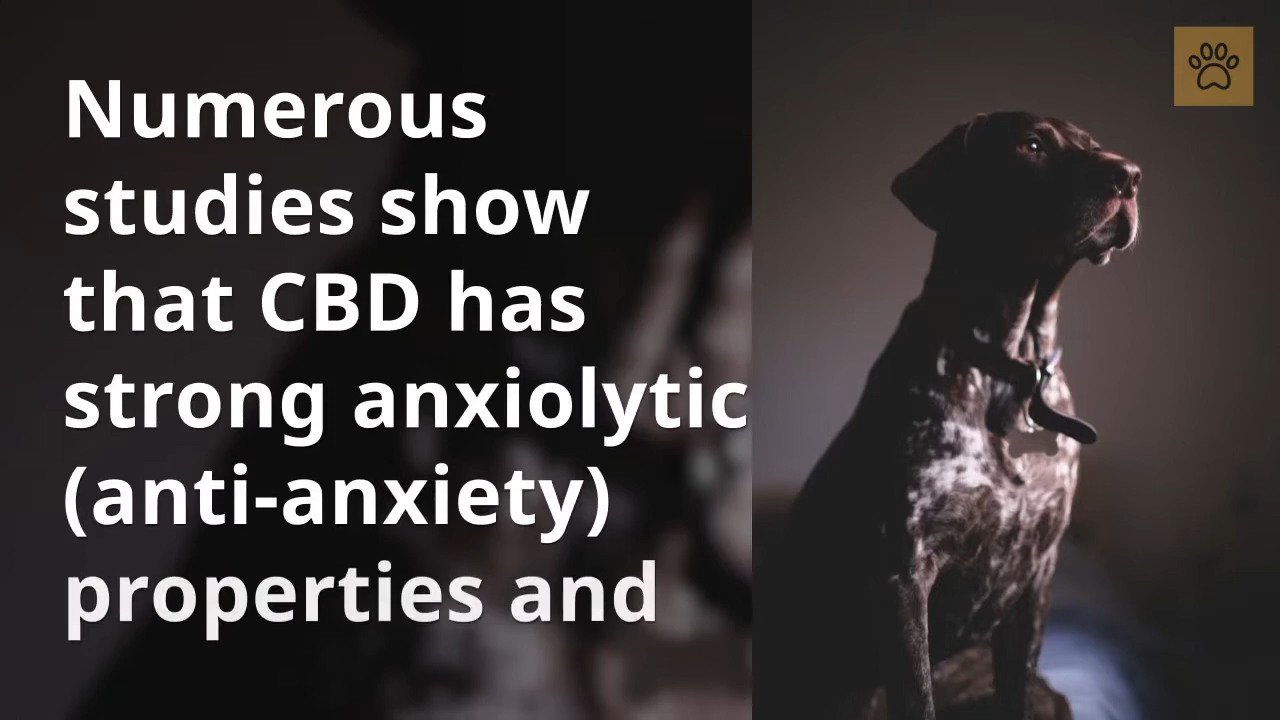 Numerous
studies show
that CBD has
strong anxiolytic
(anti-anxiety)
properties and